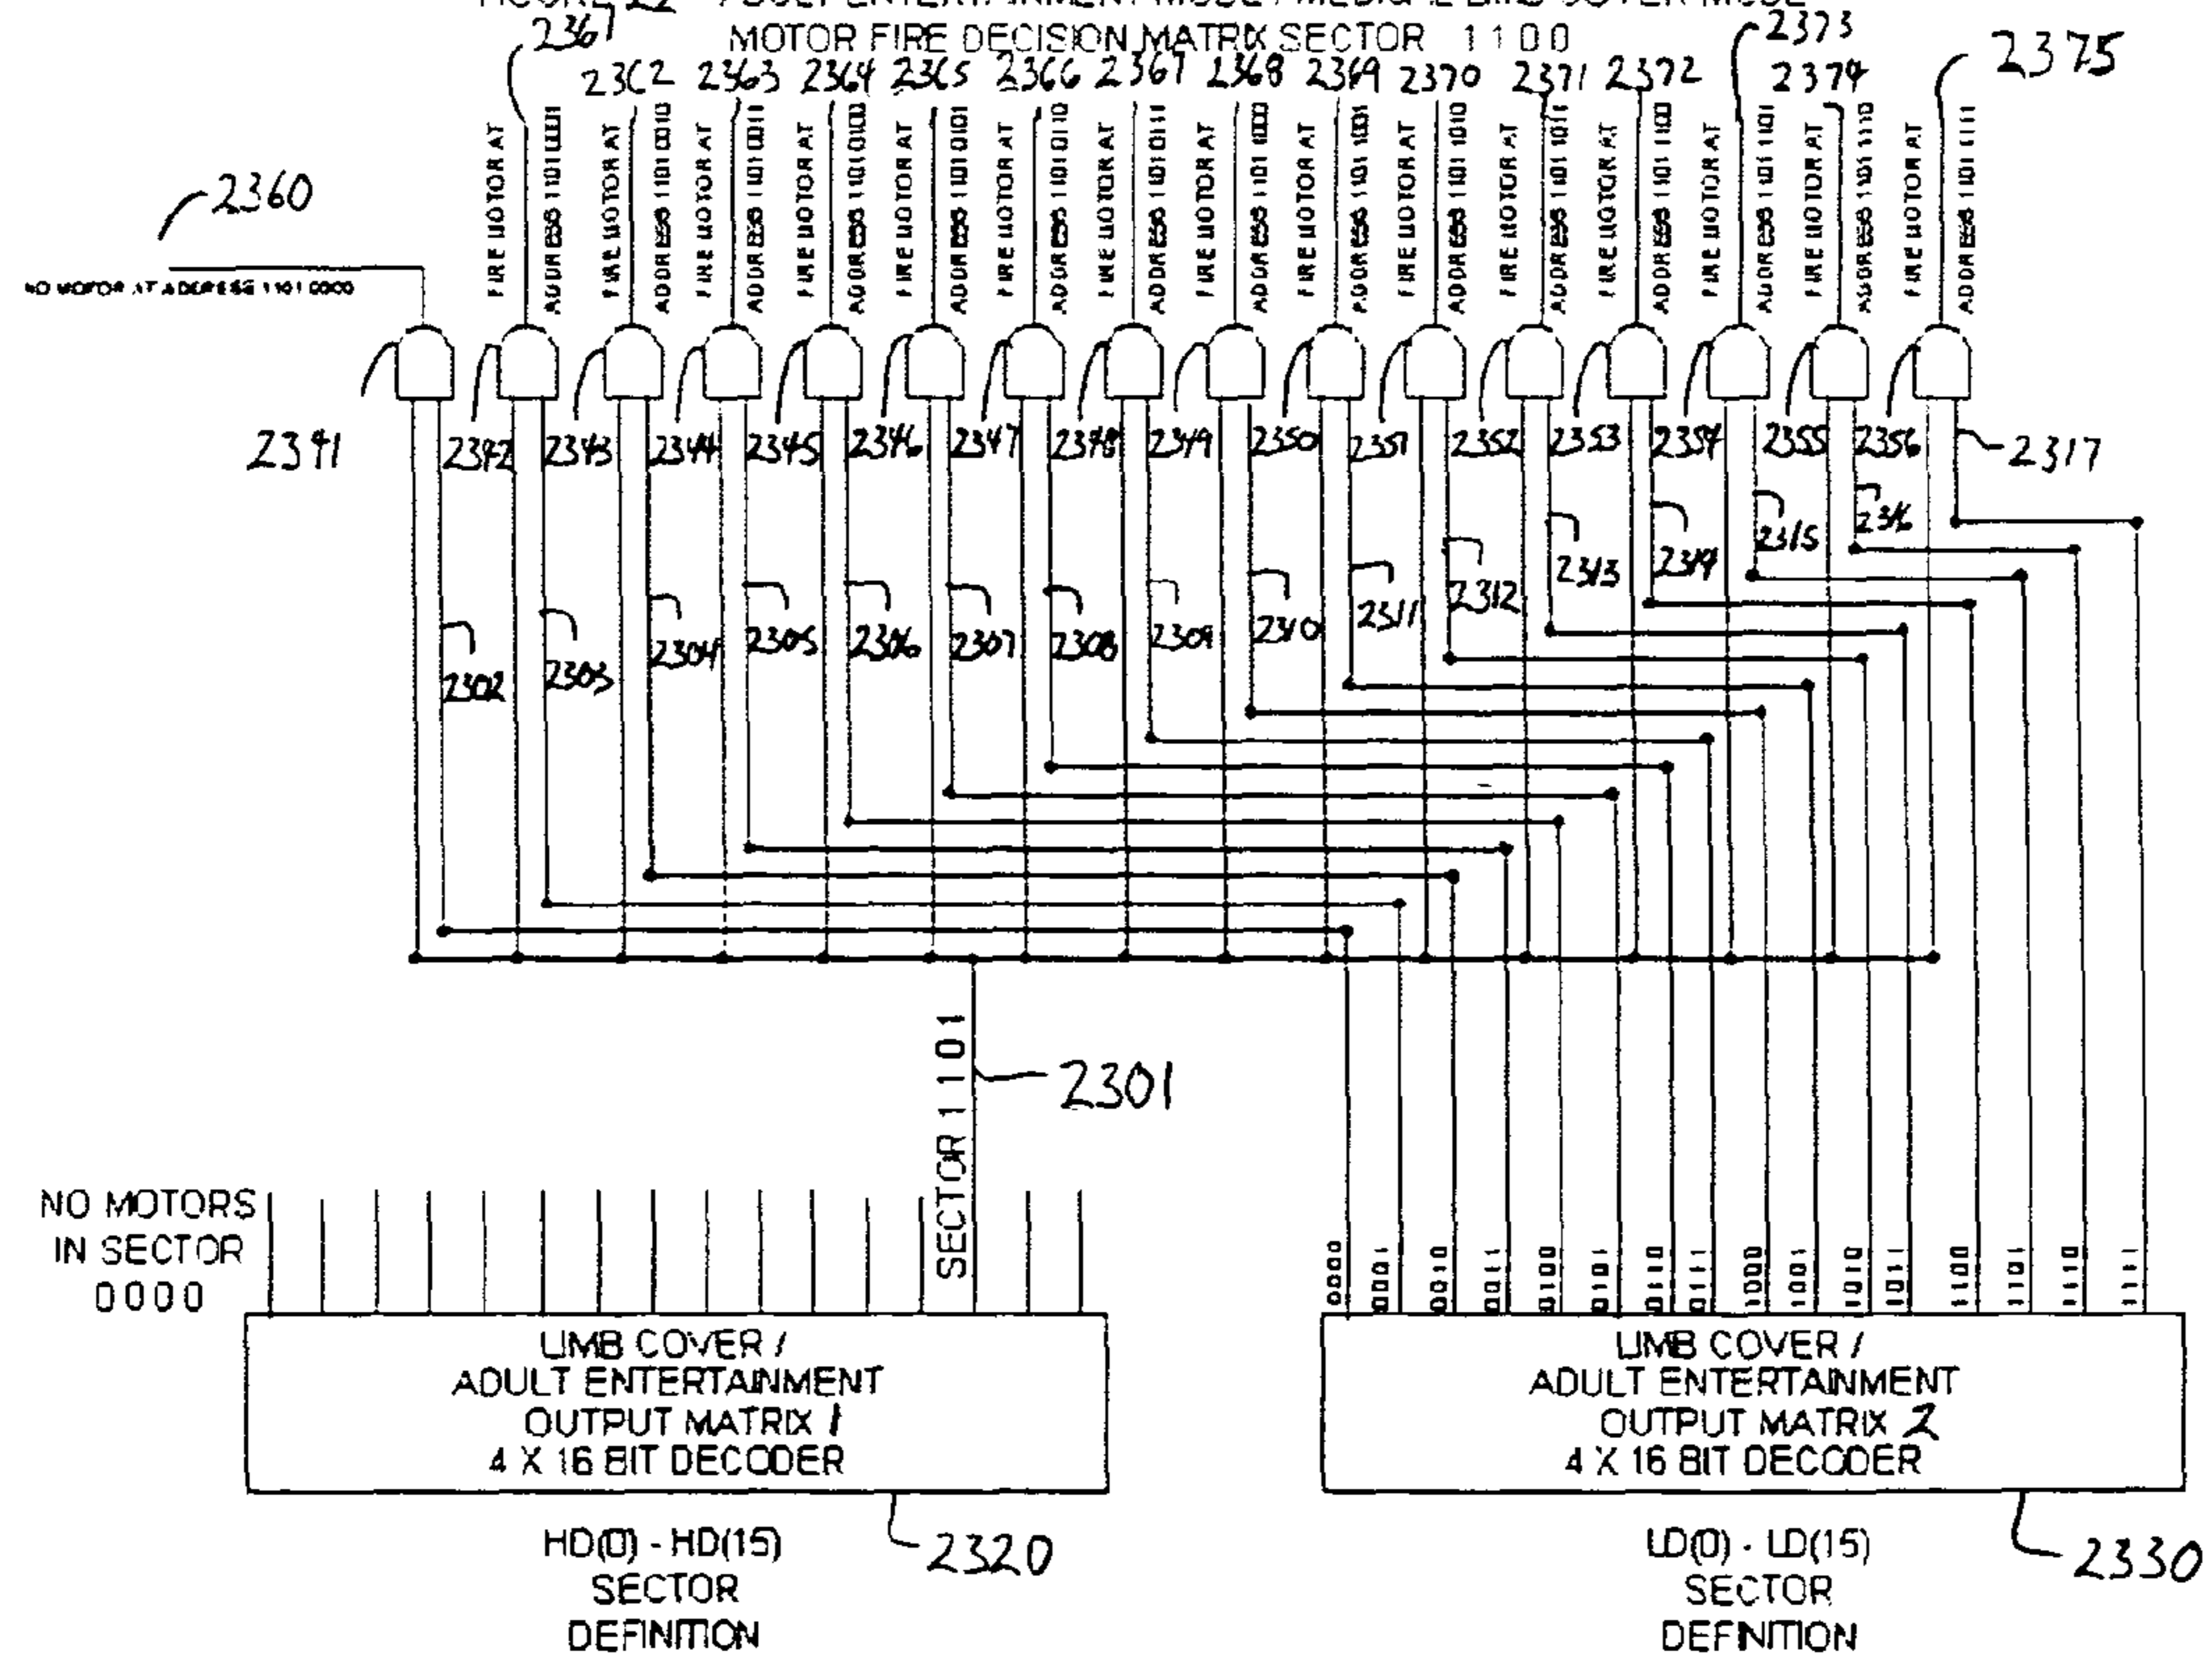 ADULT ENTERTAINMENT MODE / MEDICAL LIMB COVER MODE
MOTOR FIRE DECISION MATRIX SECTOR 1100
2361 2362 2363 2364 2365 2366 2367 2368 2369 2370 2371 2372 2373 2374 2375
2360
NO MOTOR AT ADDRESS 1101 0000
FIRE MOTOR AT
ADDRESS 1101 0001
FIRE MOTOR AT
ADDRESS 1101 0010
FIRE MOTOR AT
ADDRESS 1101 0011
FIRE MOTOR AT
ADDRESS 1101 0100
FIRE MOTOR AT
ADDRESS 1101 0101
FIRE MOTOR AT
ADDRESS 1101 0110
FIRE MOTOR AT
ADDRESS 1101 0111
FIRE MOTOR AT
ADDRESS 1101 1000
FIRE MOTOR AT
ADDRESS 1101 1001
FIRE MOTOR AT
ADDRESS 1101 1010
FIRE MOTOR AT
ADDRESS 1101 1011
FIRE MOTOR AT
ADDRESS 1101 1100
FIRE MOTOR AT
ADDRESS 1101 1101
FIRE MOTOR AT
ADDRESS 1101 1110
FIRE MOTOR AT
ADDRESS 1101 1111
2341 2342 2343 2344 2345 2346 2347 2348 2349 2350 2351 2352 2353 2354 2355 2356 2317
2302 2303 2304 2305 2306 2307 2308 2309 2310 2311 2312 2313 2314 2315 2316
SECTOR 1101
2301
NO MOTORS
IN SECTOR
0000
0000 0001 0010 0011 0100 0101 0110 0111 1000 1001 1010 1011 1100 1101 1110 1111
LIMB COVER /
ADULT ENTERTAINMENT
OUTPUT MATRIX 1
4 X 16 BIT DECODER
LIMB COVER /
ADULT ENTERTAINMENT
OUTPUT MATRIX 2
4 X 16 BIT DECODER
HD(0) - HD(15)
SECTOR
DEFINITION
2320
LD(0) - LD(15)
SECTOR
DEFINITION
2330